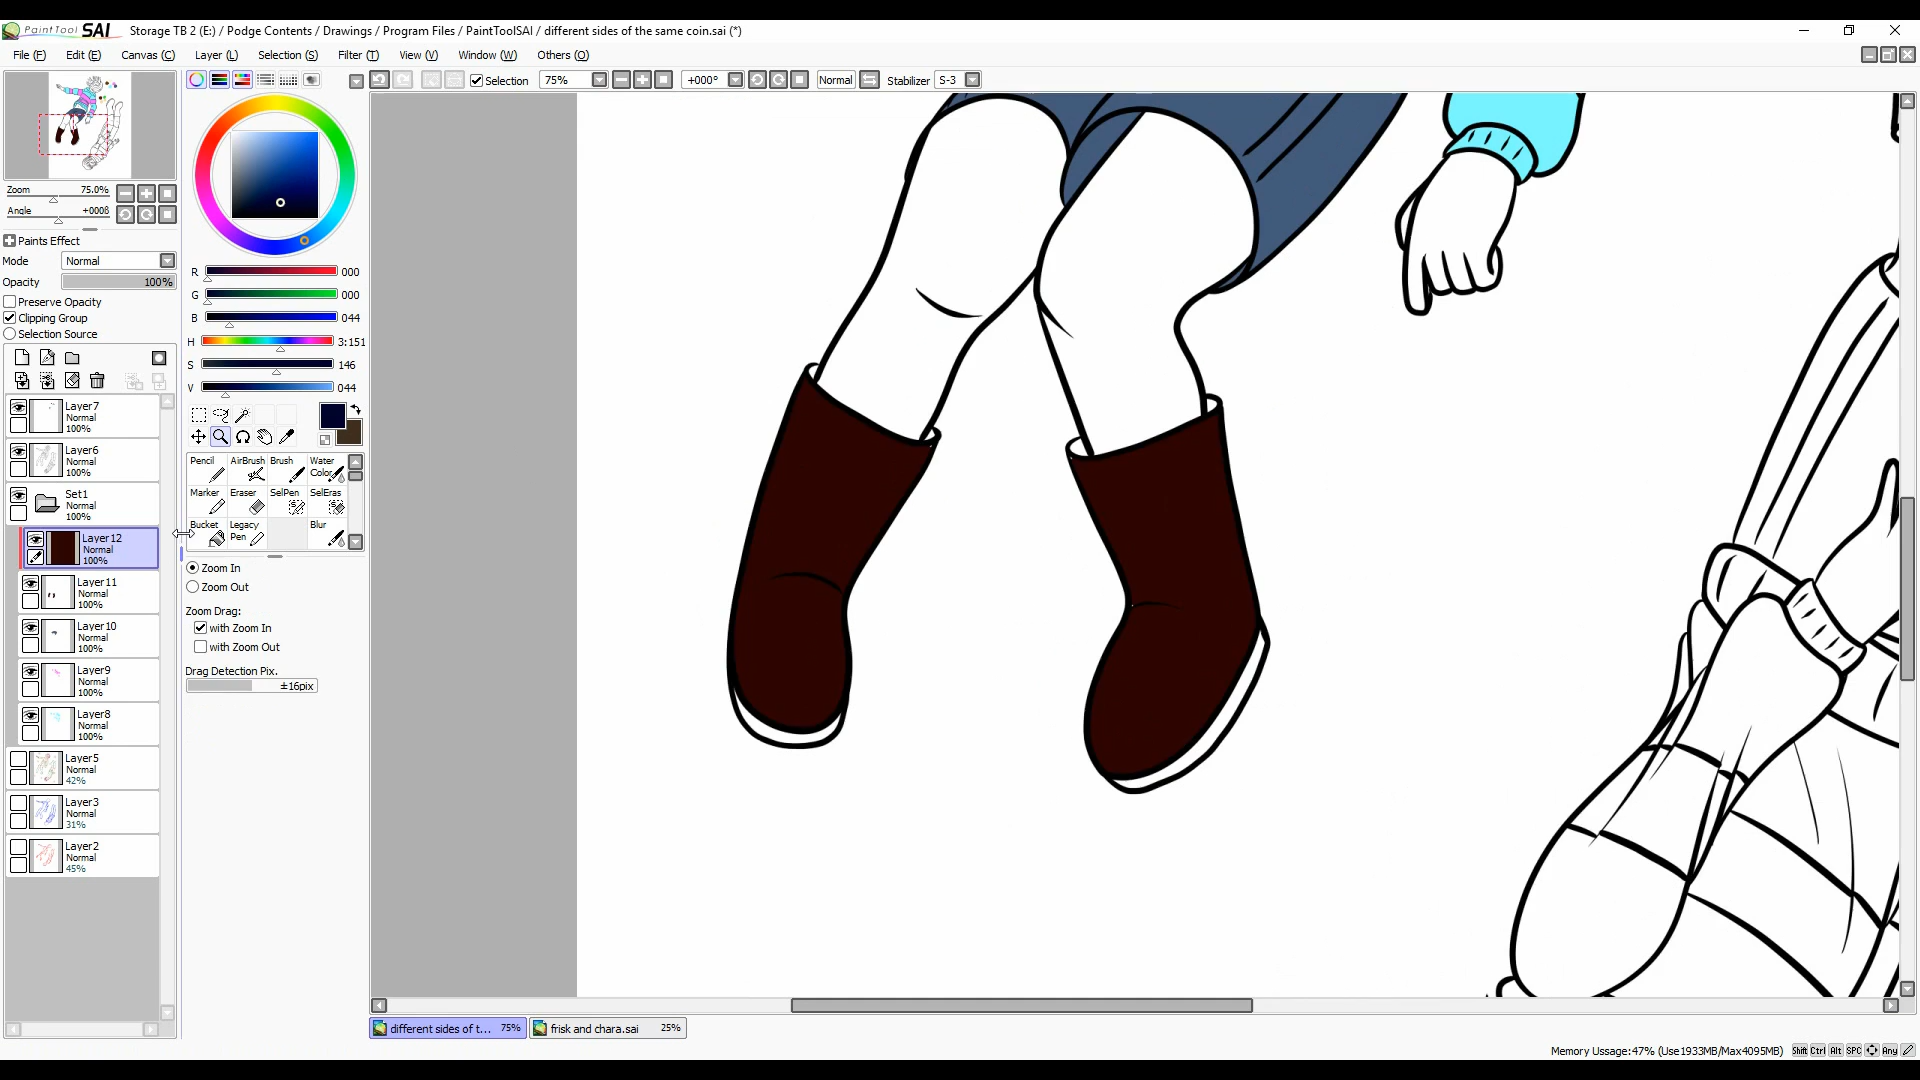 PaintTool SAI Storage TB 2 (E:) / Podge Contents / Drawings / Program Files / PaintToolSAI / different sides of the same coin.sai (*)
File (F) Edit (E) Canvas (C) Layer (L) Selection (S) Filter (T) View (V) Window (W) Others (O)
Selection 75% +000° Normal Stabilizer S-3
Zoom 75.0%
Angle +000ß
Paints Effect
Mode Normal
Opacity 100%
Preserve Opacity
Clipping Group
Selection Source
Layer7
Normal
100%
Layer6
Normal
100%
Set1
Normal
100%
Layer12
Normal
100%
Layer11
Normal
100%
Layer10
Normal
100%
Layer9
Normal
100%
Layer8
Normal
100%
Layer5
Normal
42%
Layer3
Normal
31%
Layer2
Normal
45%
R 000
G 000
B 044
H 3:151
S 146
V 044
Pencil AirBrush Brush Water Color
Marker Eraser SelPen SelEras
Bucket Legacy Pen Blur
Zoom In
Zoom Out
Zoom Drag:
with Zoom In
with Zoom Out
Drag Detection Pix.
±16pix
different sides of t... 75% frisk and chara.sai 25%
Memory Ussage:47% (Use1933MB/Max4095MB) Shift Ctrl Alt SPC Any